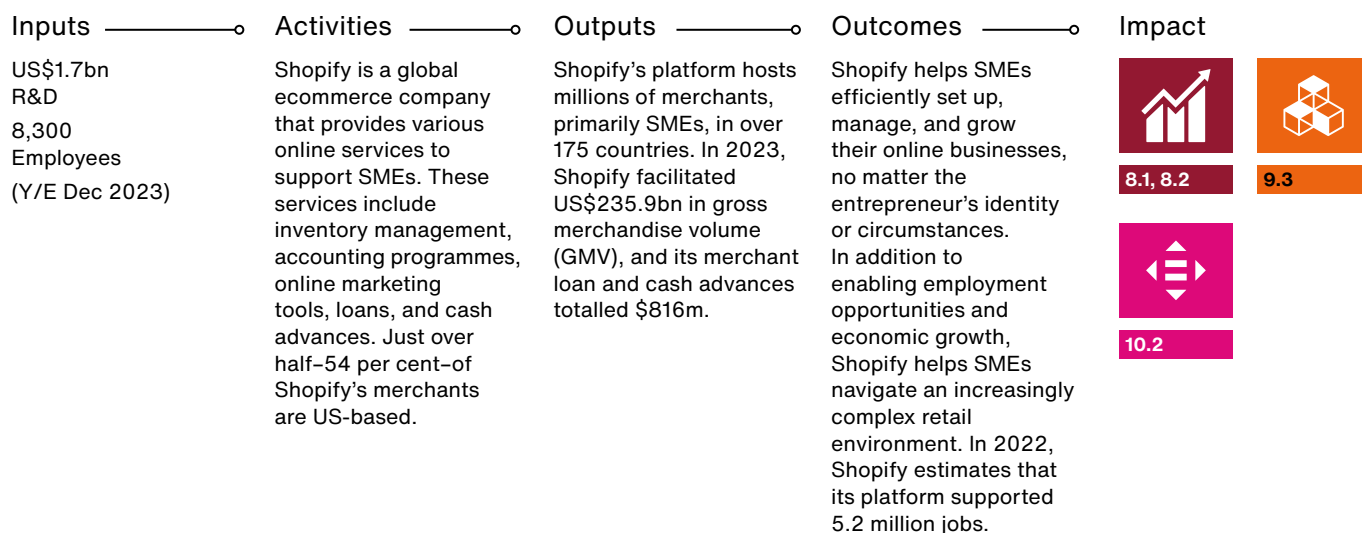 Inputs
US$1.7bn
R&D
8,300
Employees
(Y/E Dec 2023)
Activities
Shopify is a global
ecommerce company
that provides various
online services to
support SMEs. These
services include
inventory management,
accounting programmes,
online marketing
tools, loans, and cash
advances. Just over
half–54 per cent–of
Shopify’s merchants
are US-based.
Outputs
Shopify’s platform hosts
millions of merchants,
primarily SMEs, in over
175 countries. In 2023,
Shopify facilitated
US$235.9bn in gross
merchandise volume
(GMV), and its merchant
loan and cash advances
totalled $816m.
Outcomes
Shopify helps SMEs
efficiently set up,
manage, and grow
their online businesses,
no matter the
entrepreneur’s identity
or circumstances.
In addition to
enabling employment
opportunities and
economic growth,
Shopify helps SMEs
navigate an increasingly
complex retail
environment. In 2022,
Shopify estimates that
its platform supported
5.2 million jobs.
Impact
8.1, 8.2
9.3
10.2